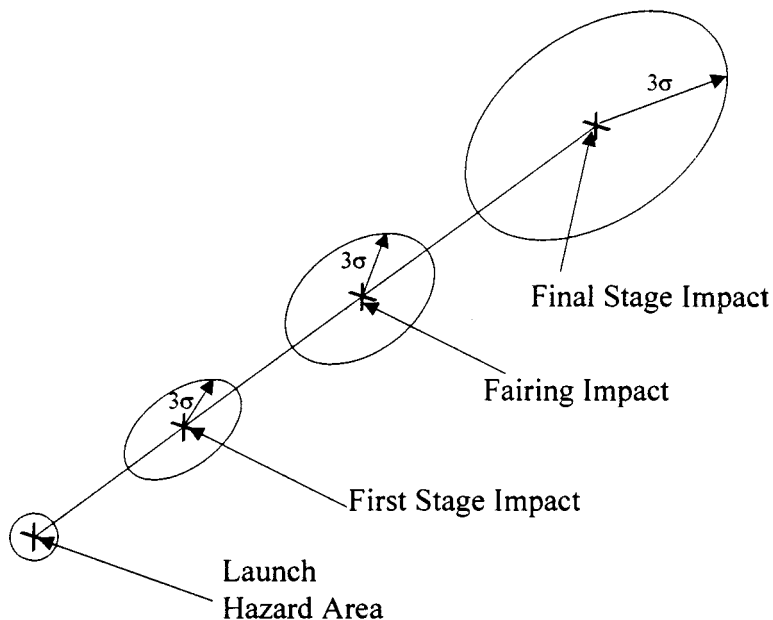 3σ
Final Stage Impact
3σ
Fairing Impact
3σ
First Stage Impact
Launch
Hazard Area